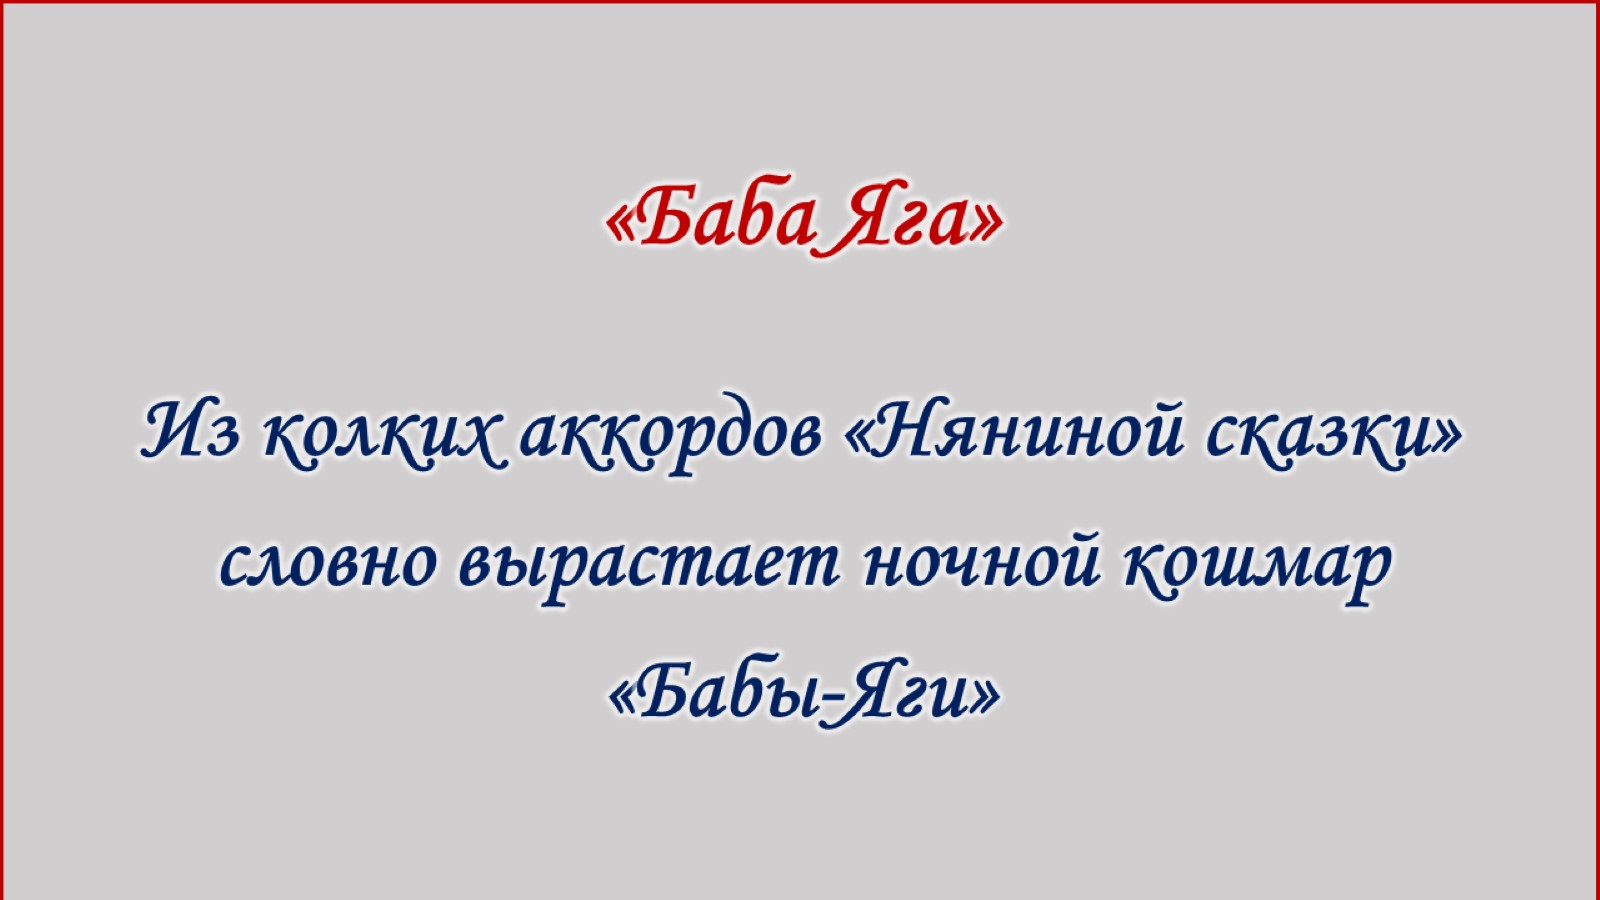 «Баба Яга»
Из колких аккордов «Няниной сказки»
словно вырастает ночной кошмар
«Бабы-Яги»